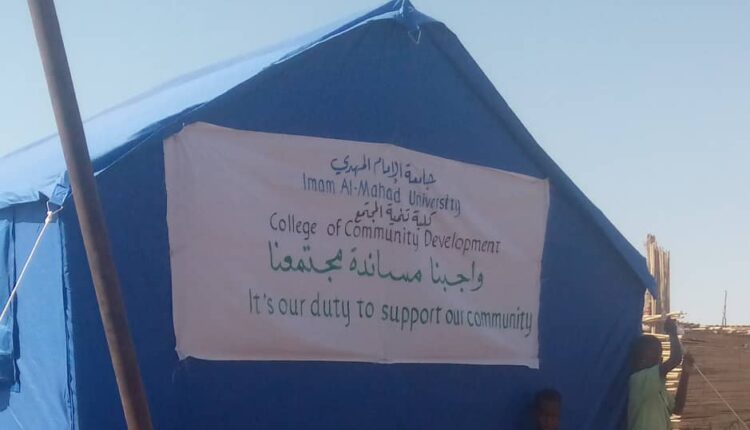 جامعة الإمام المهدي
Imam Al-Mahad University
كلية تنمية المجتمع
College of Community Development
واجبنا مساندة مجتمعنا
It's our duty to support our community